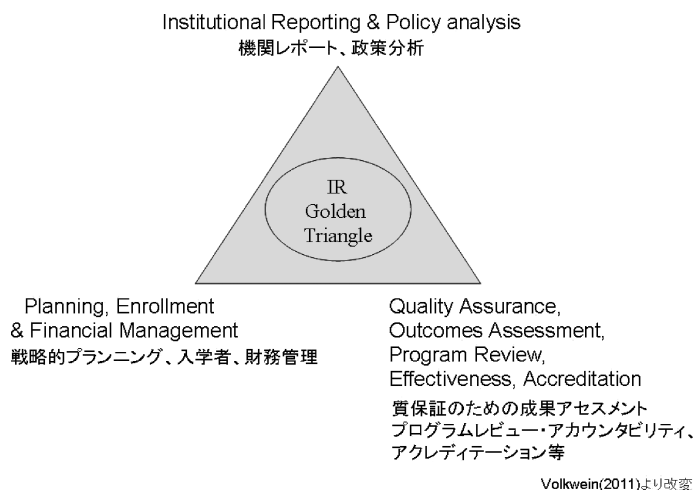 Institutional Reporting & Policy analysis
機関レポート、政策分析
IR
Golden
Triangle
Planning, Enrollment
& Financial Management
戦略的プランニング、入学者、財務管理
Quality Assurance,
Outcomes Assessment,
Program Review,
Effectiveness, Accreditation
質保証のための成果アセスメント
プログラムレビュー・アカウンタビリティ、
アクレディテーション等
Volkwein(2011)より改変